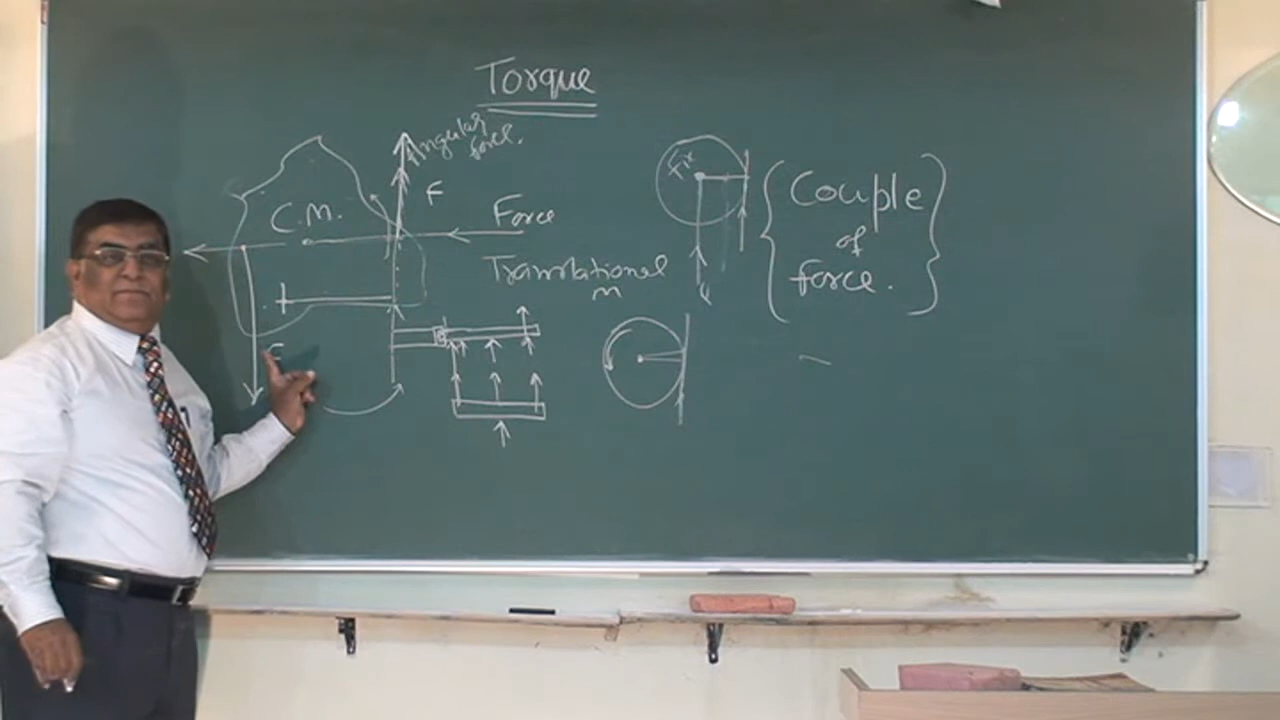 Torque
Angular
force.
F
C.M.
Force
Translational
m
F
Fix
Couple
of
force.